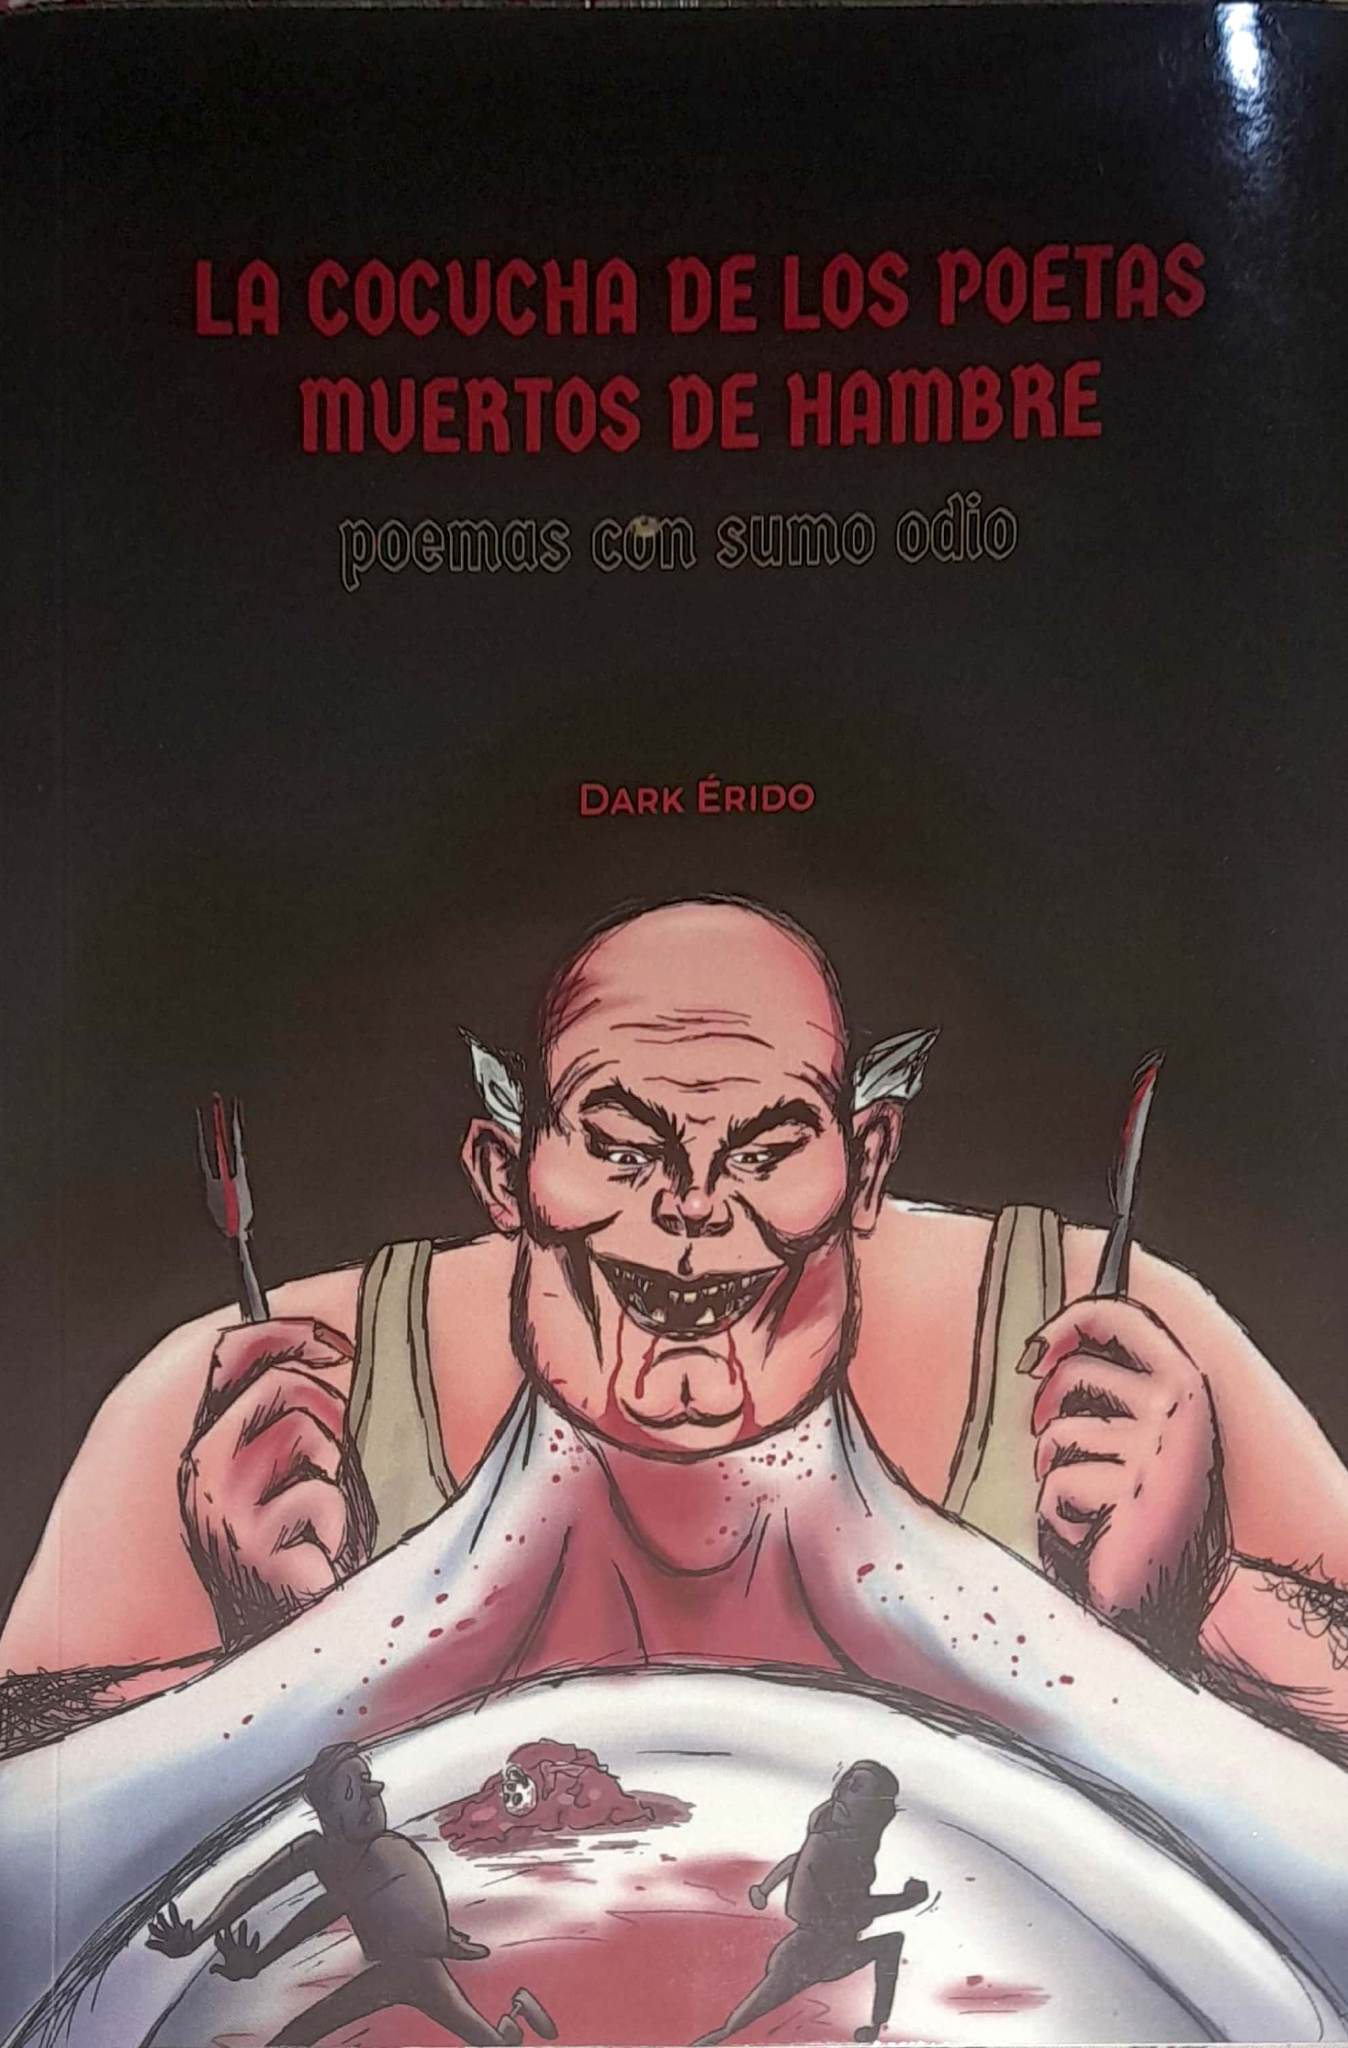 LA COCUCHA DE LOS POETAS
MUERTOS DE HAMBRE
poemas con sumo odio
DARK ÉRIDO